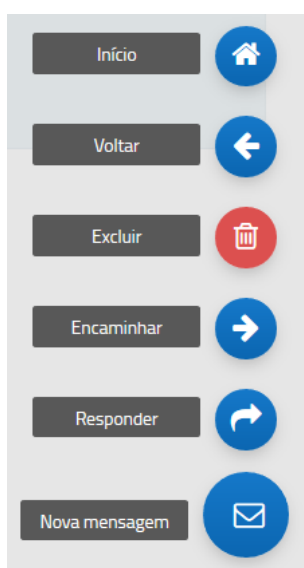 Início
Voltar
Excluir
Encaminhar
Responder
Nova mensagem